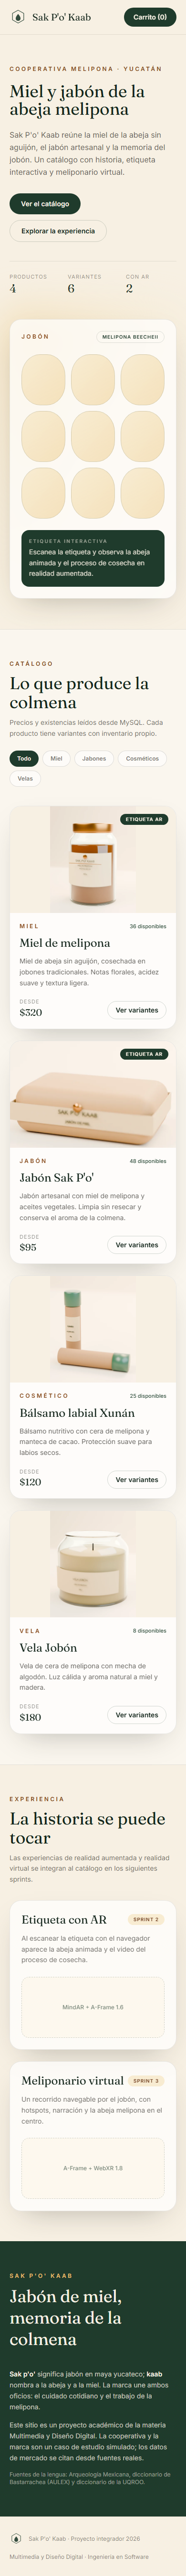 Sak P'o' Kaab
Carrito (0)
COOPERATIVA MELIPONA · YUCATÁN
Miel y jabón de la
abeja melipona
Sak P'o' Kaab reúne la miel de la abeja sin
aguijón, el jabón artesanal y la memoria del
jobón. Un catálogo con historia, etiqueta
interactiva y meliponario virtual.
Ver el catálogo
Explorar la experiencia
PRODUCTOS
VARIANTES
CON AR
4
6
2
JOBÓN
MELIPONA BEECHEII
ETIQUETA INTERACTIVA
Escanea la etiqueta y observa la abeja
animada y el proceso de cosecha en
realidad aumentada.
CATÁLOGO
Lo que produce la
colmena
Precios y existencias leídos desde MySQL. Cada
producto tiene variantes con inventario propio.
Todo
Miel
Jabones
Cosméticos
Velas
ETIQUETA AR
MIEL
36 disponibles
Miel de melipona
Miel de abeja sin aguijón, cosechada en
jobones tradicionales. Notas florales, acidez
suave y textura ligera.
DESDE
$320
Ver variantes
ETIQUETA AR
SAK P'O' KAAB
JABÓN
48 disponibles
Jabón Sak P'o'
Jabón artesanal con miel de melipona y
aceites vegetales. Limpia sin resecar y
conserva el aroma de la colmena.
DESDE
$95
Ver variantes
COSMÉTICO
25 disponibles
Bálsamo labial Xunán
Bálsamo nutritivo con cera de melipona y
manteca de cacao. Protección suave para
labios secos.
DESDE
$120
Ver variantes
VELA
8 disponibles
Vela Jobón
Vela de cera de melipona con mecha de
algodón. Luz cálida y aroma natural a miel y
madera.
DESDE
$180
Ver variantes
EXPERIENCIA
La historia se puede
tocar
Las experiencias de realidad aumentada y realidad
virtual se integran al catálogo en los siguientes
sprints.
Etiqueta con AR
SPRINT 2
Al escanear la etiqueta con el navegador
aparece la abeja animada y el video del
proceso de cosecha.
MindAR + A-Frame 1.6
Meliponario virtual
SPRINT 3
Un recorrido navegable por el jobón, con
hotspots, narración y la abeja melipona en el
centro.
A-Frame + WebXR 1.8
SAK P'O' KAAB
Jabón de miel,
memoria de la
colmena
Sak p'o' significa jabón en maya yucateco; kaab
nombra a la abeja y a la miel. La marca une ambos
oficios: el cuidado cotidiano y el trabajo de la
melipona.
Este sitio es un proyecto académico de la materia
Multimedia y Diseño Digital. La cooperativa y la
marca son un caso de estudio simulado; los datos
de mercado se citan desde fuentes reales.
Fuentes de la lengua: Arqueología Mexicana, diccionario de
Bastarrachea (AULEX) y diccionario de la UQROO.
Sak P'o' Kaab · Proyecto integrador 2026
Multimedia y Diseño Digital · Ingeniería en Software